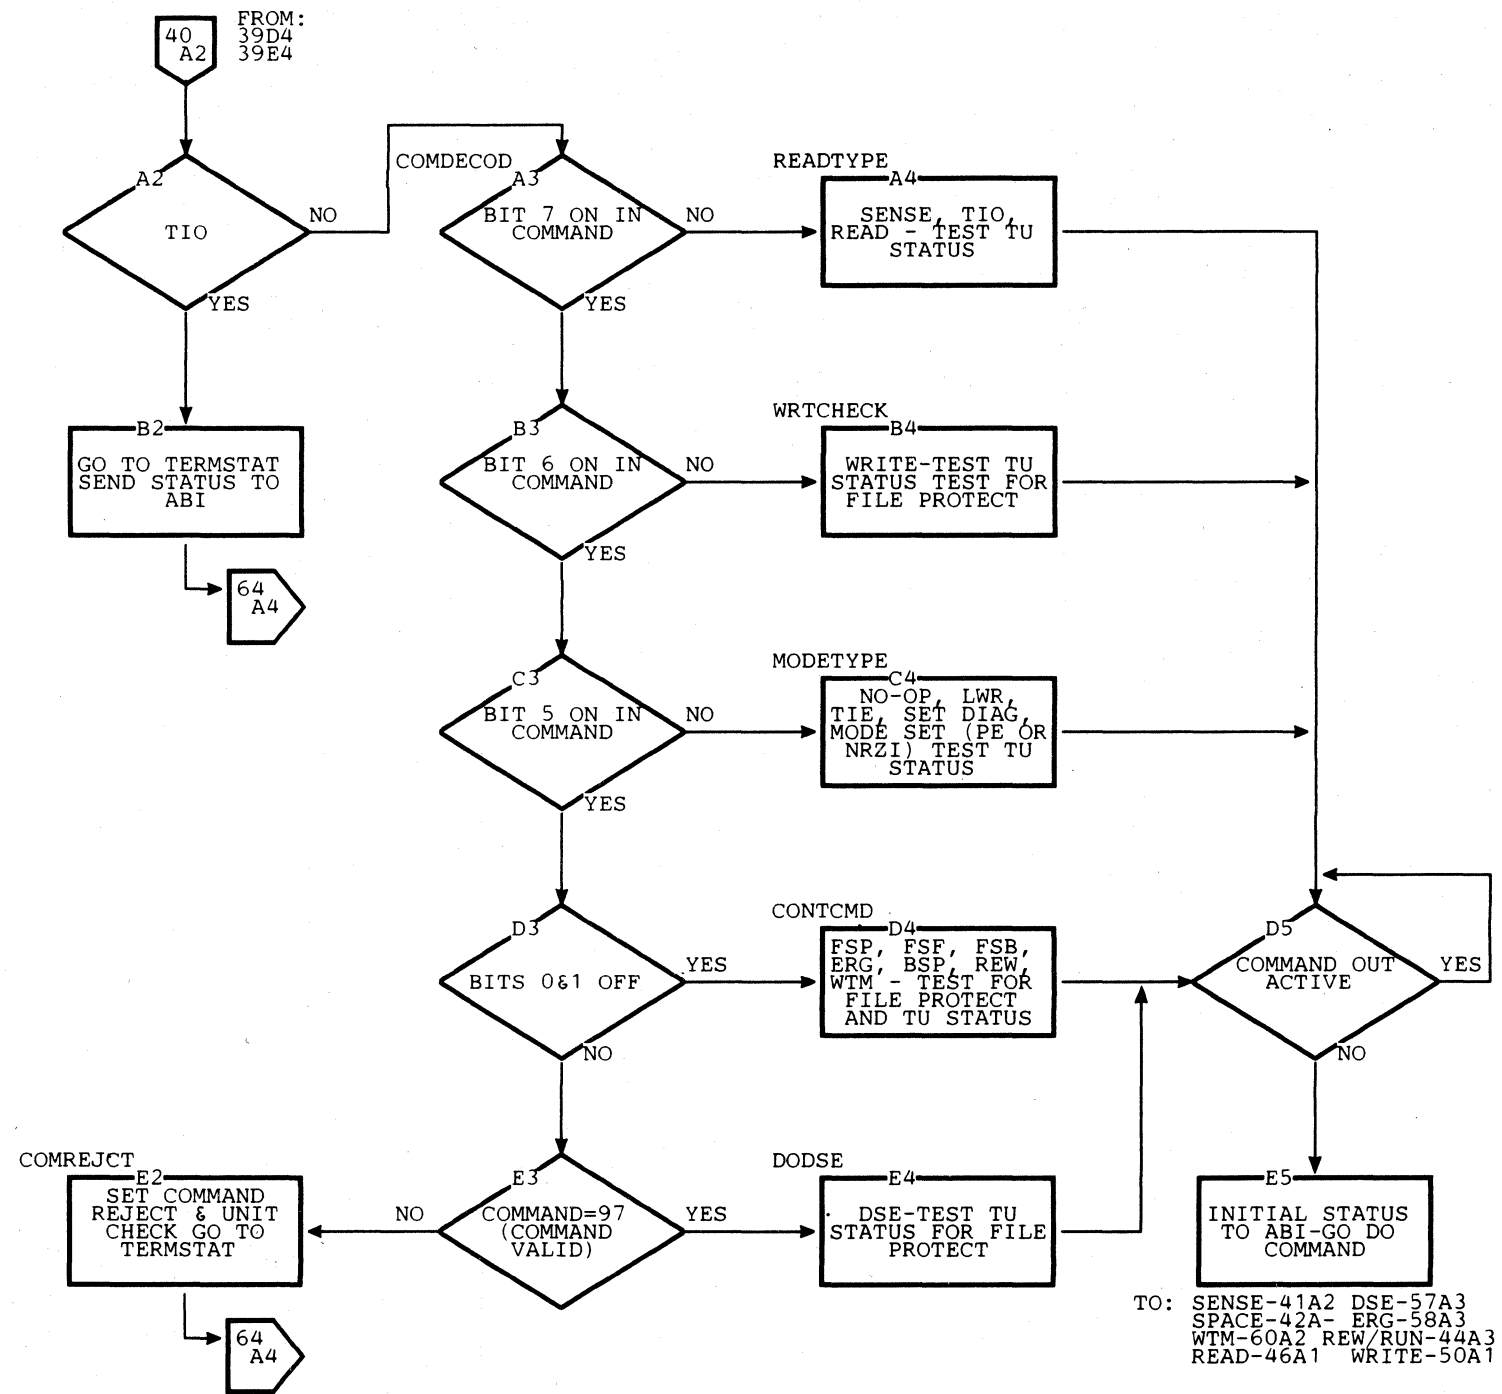 40
A2
FROM:
39D4
39E4
A2
TIO
NO
YES
B2
GO TO TERMSTAT
SEND STATUS TO
ABI
64
A4
COMDECOD
A3
BIT 7 ON IN
COMMAND
NO
YES
READTYPE
A4
SENSE, TIO,
READ - TEST TU
STATUS
B3
BIT 6 ON IN
COMMAND
NO
YES
WRTCHECK
B4
WRITE-TEST TU
STATUS TEST FOR
FILE PROTECT
C3
BIT 5 ON IN
COMMAND
NO
YES
MODETYPE
C4
NO-OP, LWR,
TIE, SET DIAG,
MODE SET (PE OR
NRZI) TEST TU
STATUS
D3
BITS 0&1 OFF
YES
NO
CONTCMD
D4
FSP, FSF, FSB,
ERG, BSP, REW,
WTM - TEST FOR
FILE PROTECT
AND TU STATUS
D5
COMMAND OUT
ACTIVE
YES
NO
COMREJCT
E2
SET COMMAND
REJECT & UNIT
CHECK GO TO
TERMSTAT
64
A4
E3
COMMAND=97
(COMMAND
VALID)
NO
YES
DODSE
E4
DSE-TEST TU
STATUS FOR FILE
PROTECT
E5
INITIAL STATUS
TO ABI-GO DO
COMMAND
TO: SENSE-41A2 DSE-57A3
SPACE-42A- ERG-58A3
WTM-60A2 REW/RUN-44A3
READ-46A1 WRITE-50A1